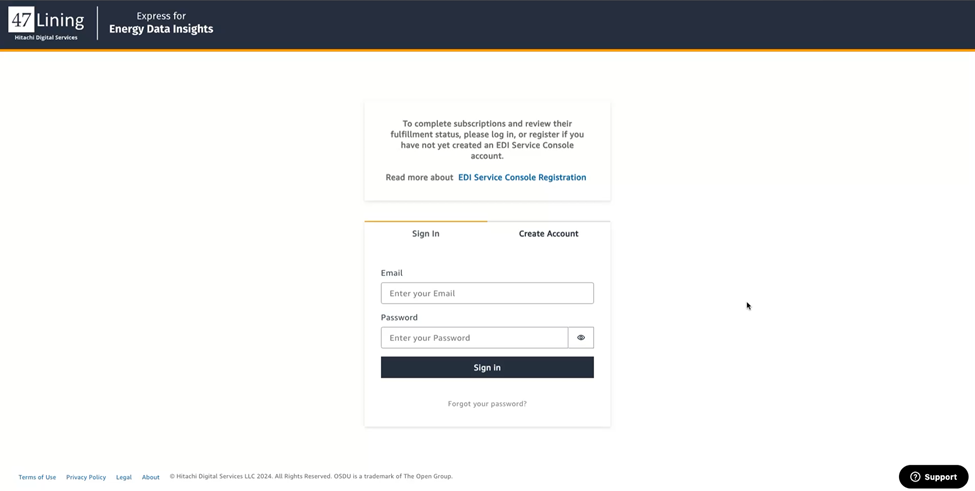 47 Lining
Hitachi Digital Services
Express for
Energy Data Insights
To complete subscriptions and review their
fulfillment status, please log in, or register if you
have not yet created an EDI Service Console
account.
Read more about EDI Service Console Registration
Sign In
Create Account
Email
Enter your Email
Password
Enter your Password
Sign in
Forgot your password?
Terms of Use
Privacy Policy
Legal
About
© Hitachi Digital Services LLC 2024. All Rights Reserved. OSDU is a trademark of The Open Group.
Support